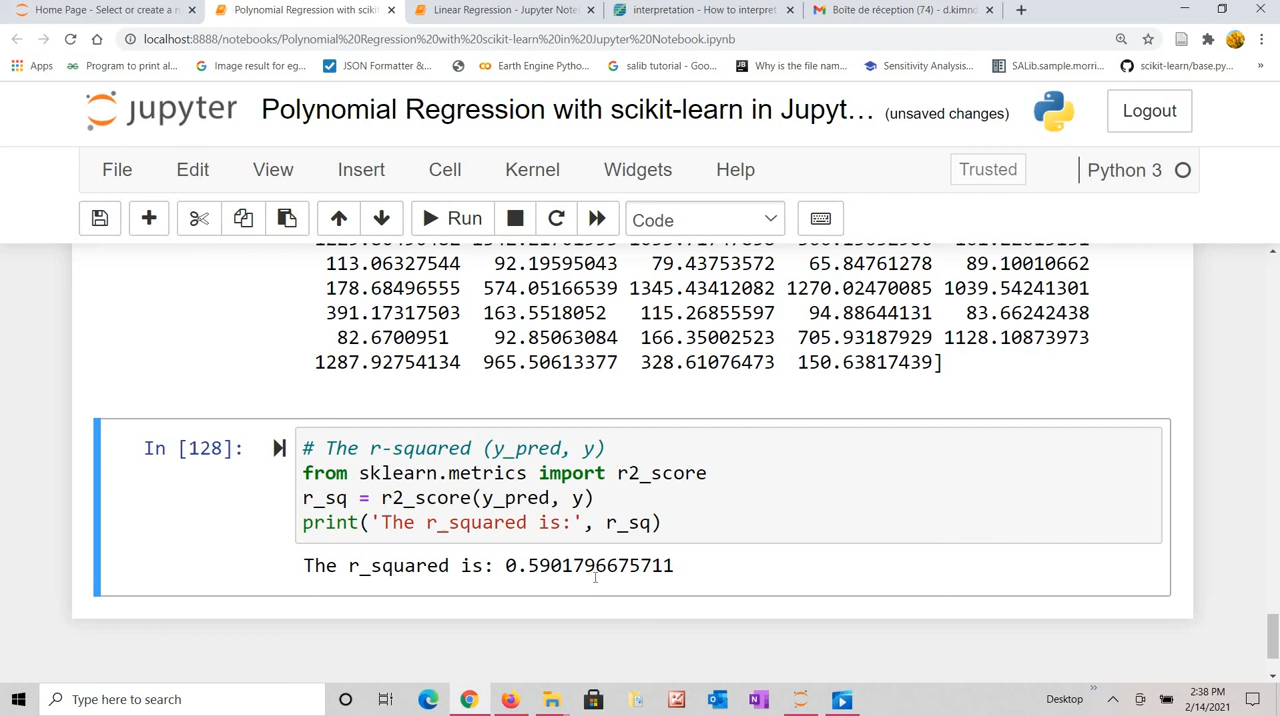 Home Page - Select or create a n
Polynomial Regression with scikit-
Linear Regression - Jupyter Note
interpretation - How to interpret
Boîte de réception (74) - d.kimnd
localhost:8888/notebooks/Polynomial%20Regression%20with%20scikit-learn%20in%20Jupyter%20Notebook.ipynb
Apps
Program to print al...
Image result for eg...
JSON Formatter &...
Earth Engine Pytho...
salib tutorial - Goo...
Why is the file nam...
Sensitivity Analysis...
SALib.sample.morri...
scikit-learn/base.py...
jupyter
Polynomial Regression with scikit-learn in Jupyt...
(unsaved changes)
Logout
File Edit View Insert Cell Kernel Widgets Help
Trusted
Python 3
Run
Code
113.06327544 92.19595043 79.43753572 65.84761278 89.10010662
178.68496555 574.05166539 1345.43412082 1270.02470085 1039.54241301
391.17317503 163.5518052 115.26855597 94.88644131 83.66242438
82.6700951 92.85063084 166.35002523 705.93187929 1128.10873973
1287.92754134 965.50613377 328.61076473 150.63817439]
In [128]:
# The r-squared (y_pred, y)
from sklearn.metrics import r2_score
r_sq = r2_score(y_pred, y)
print('The r_squared is:', r_sq)
The r_squared is: 0.5901796675711
Type here to search
Desktop
2:38 PM
2/14/2021